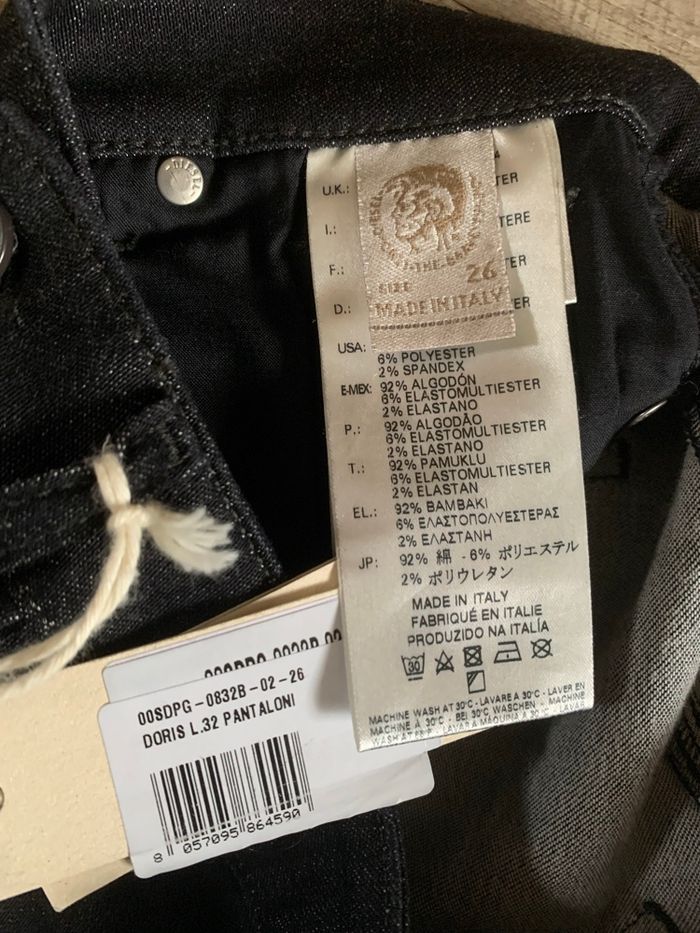 DIESEL
U.K.:
TER
I.:
TERE
F.:
TER
D.:
ER
DIESEL
SIZE 26
MADE IN ITALY
USA:
6% POLYESTER
2% SPANDEX
E-MEX: 92% ALGODÓN
6% ELASTOMULTIESTER
2% ELASTANO
P.: 92% ALGODÃO
6% ELASTOMULTIESTER
2% ELASTANO
T.: 92% PAMUKLU
6% ELASTOMULTIESTER
2% ELASTAN
EL.: 92% ΒΑΜΒΑΚΙ
6% ΕΛΑΣΤΟΠΟΛΥΕΣΤΕΡΑΣ
2% ΕΛΑΣΤΑΝΗ
JP: 92% 綿 - 6% ポリエステル
2% ポリウレタン
MADE IN ITALY
FABRIQUÉ EN ITALIE
PRODUZIDO NA ITALÍA
30
MACHINE WASH AT 30°C - LAVARE A 30°C - LAVER EN
MACHINE À 30°C - BEI 30°C WASCHEN - MACHINE
00SDPG-0832B-02-26
DORIS L.32 PANTALONI
8 057095 864590